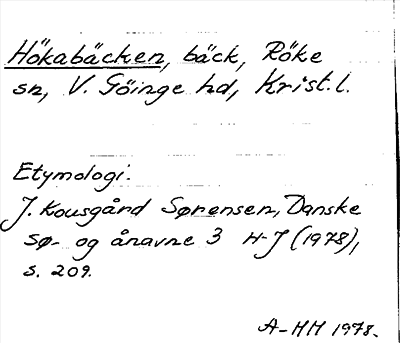 Hökabäcken, bäck, Röke
sn, V. Göinge hd, Krist. l.
Etymologi:
J. Kousgård Sørensen, Danske
sø- og ånavne 3 H-J (1978),
s. 209.
A-HH 1978.